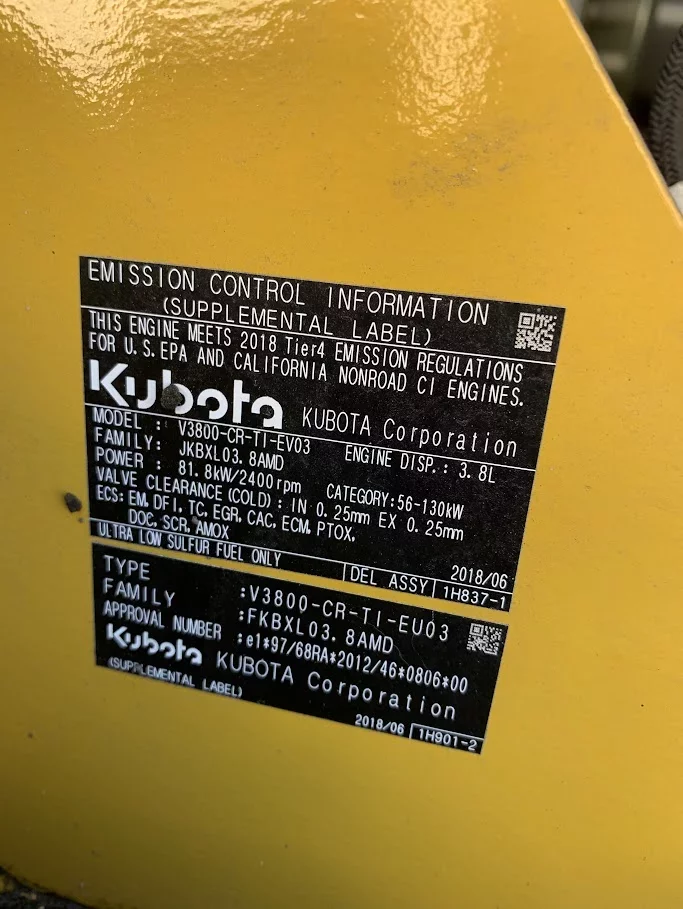 EMISSION CONTROL INFORMATION
(SUPPLEMENTAL LABEL)
THIS ENGINE MEETS 2018 Tier4 EMISSION REGULATIONS
FOR U.S.EPA AND CALIFORNIA NONROAD CI ENGINES.
Kubota KUBOTA Corporation
MODEL : V3800-CR-TI-EV03 ENGINE DISP.: 3.8L
FAMILY: JKBXL03.8AMD
POWER : 81.8kW/2400rpm CATEGORY:56-130kW
VALVE CLEARANCE (COLD): IN 0.25mm EX 0.25mm
ECS: EM, DFI, TC, EGR, CAC, ECM, PTOX,
DOC, SCR, AMOX 2018/06
ULTRA LOW SULFUR FUEL ONLY DEL ASSY 1H837-1
TYPE :V3800-CR-TI-EU03
FAMILY :FKBXL03.8AMD
APPROVAL NUMBER :e1*97/68RA*2012/46*0806*00
Kubota KUBOTA Corporation
(SUPPLEMENTAL LABEL) 2018/06 1H901-2